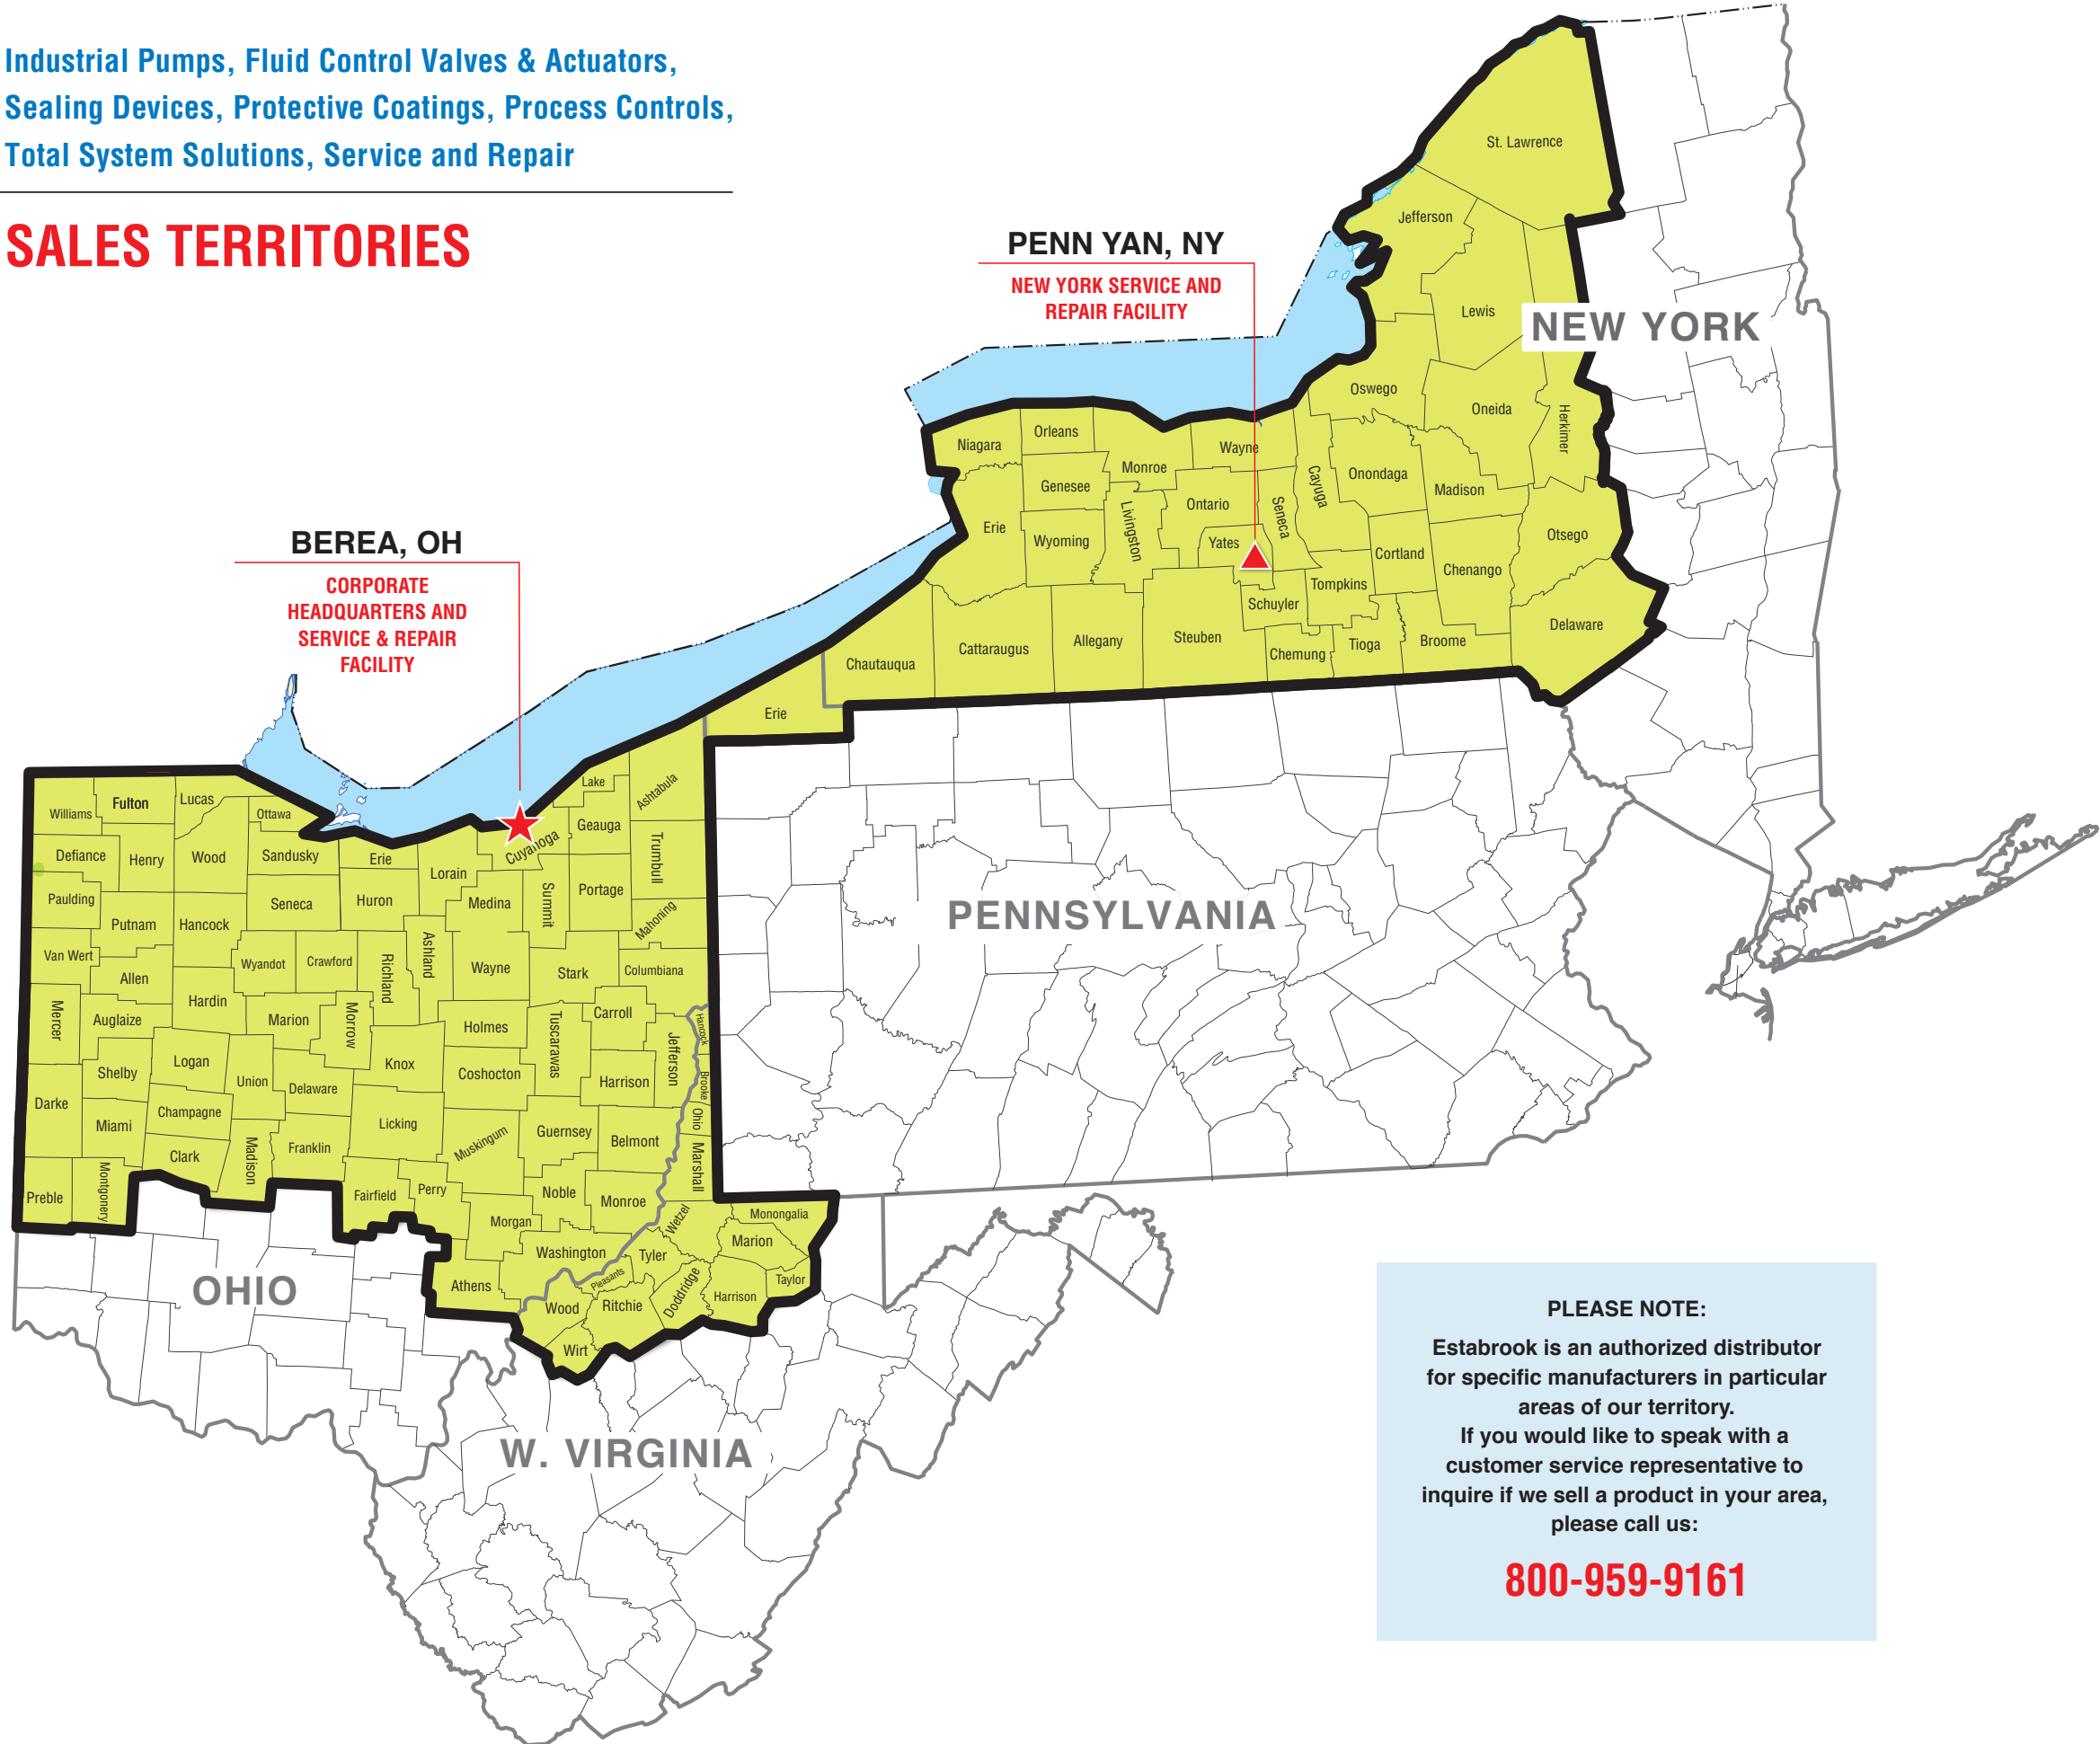 Industrial Pumps, Fluid Control Valves & Actuators,
Sealing Devices, Protective Coatings, Process Controls,
Total System Solutions, Service and Repair
SALES TERRITORIES
PENN YAN, NY
NEW YORK SERVICE AND
REPAIR FACILITY
BEREA, OH
CORPORATE
HEADQUARTERS AND
SERVICE & REPAIR
FACILITY
NEW YORK
St. Lawrence
Jefferson
Lewis
Oswego
Oneida
Herkimer
Niagara
Orleans
Monroe
Wayne
Cayuga
Onondaga
Madison
Genesee
Livingston
Ontario
Seneca
Erie
Wyoming
Yates
Cortland
Otsego
Chenango
Tompkins
Schuyler
Delaware
Chautauqua
Cattaraugus
Allegany
Steuben
Chemung
Tioga
Broome
Erie
PENNSYLVANIA
Lake
Ashtabula
Williams
Fulton
Lucas
Ottawa
Geauga
Cuyahoga
Defiance
Henry
Wood
Sandusky
Erie
Lorain
Trumbull
Paulding
Seneca
Huron
Medina
Summit
Portage
Putnam
Hancock
Mahoning
Van Wert
Allen
Wyandot
Crawford
Richland
Ashland
Wayne
Stark
Columbiana
Mercer
Auglaize
Hardin
Marion
Morrow
Holmes
Tuscarawas
Carroll
Jefferson
Hancock
Shelby
Logan
Union
Delaware
Knox
Coshocton
Harrison
Brooke
Darke
Miami
Champagne
Licking
Muskingum
Guernsey
Belmont
Ohio
Clark
Madison
Franklin
Marshall
Preble
Montgomery
Fairfield
Perry
Noble
Monroe
Morgan
Wetzel
Monongalia
Washington
Tyler
Marion
Athens
Pleasants
Doddridge
Taylor
Wood
Ritchie
Harrison
Wirt
OHIO
W. VIRGINIA
PLEASE NOTE:
Estabrook is an authorized distributor
for specific manufacturers in particular
areas of our territory.
If you would like to speak with a
customer service representative to
inquire if we sell a product in your area,
please call us:
800-959-9161